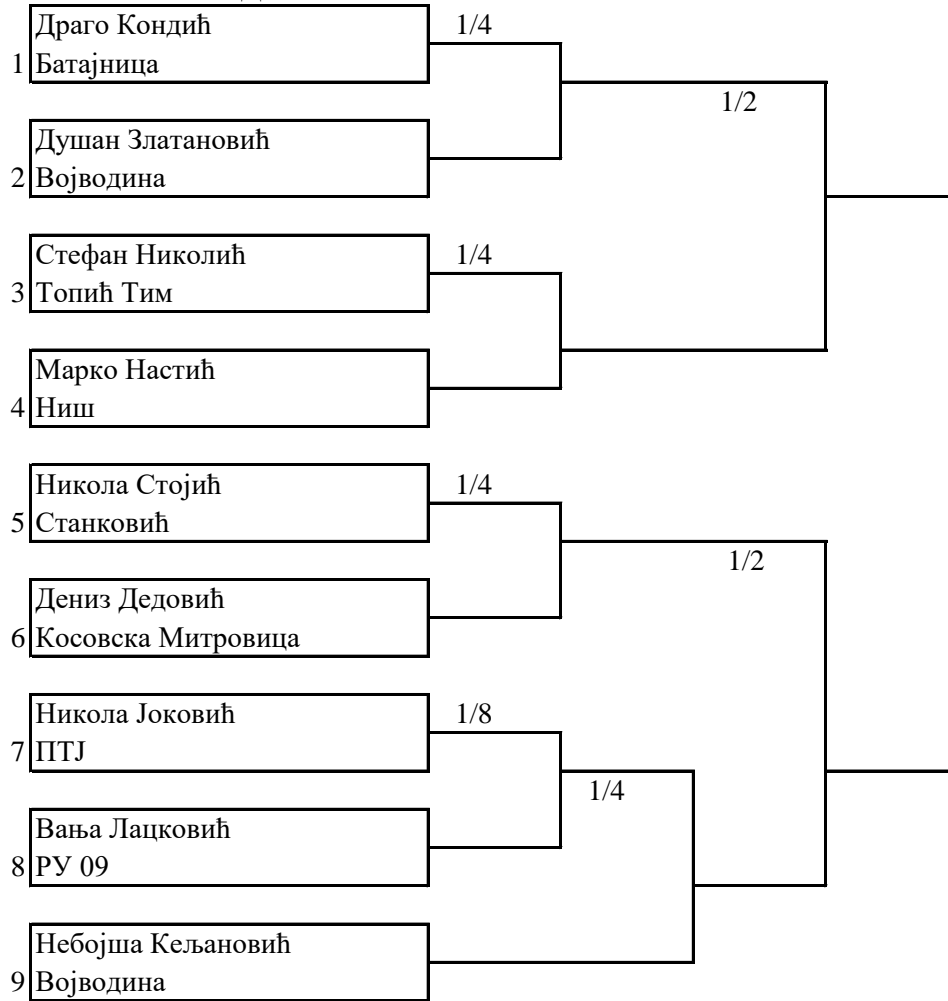 Драго Кондић 1/4
1 Батајница
1/2
Душан Златановић
2 Војводина
Стефан Николић 1/4
3 Топић Тим
Марко Настић
4 Ниш
Никола Стојић 1/4
5 Станковић
1/2
Дениз Дедовић
6 Косовска Митровица
Никола Јоковић 1/8
7 ПТЈ
1/4
Вања Лацковић
8 РУ 09
Небојша Кељановић
9 Војводина